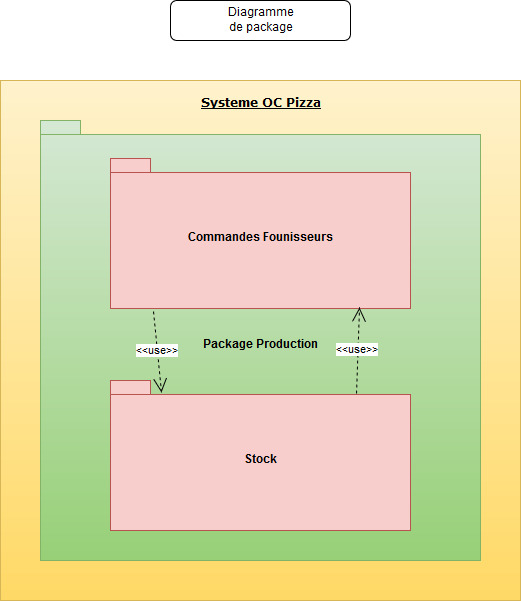 Diagramme
de package
Systeme OC Pizza
Commandes Founisseurs
<<use>>
Package Production
<<use>>
Stock